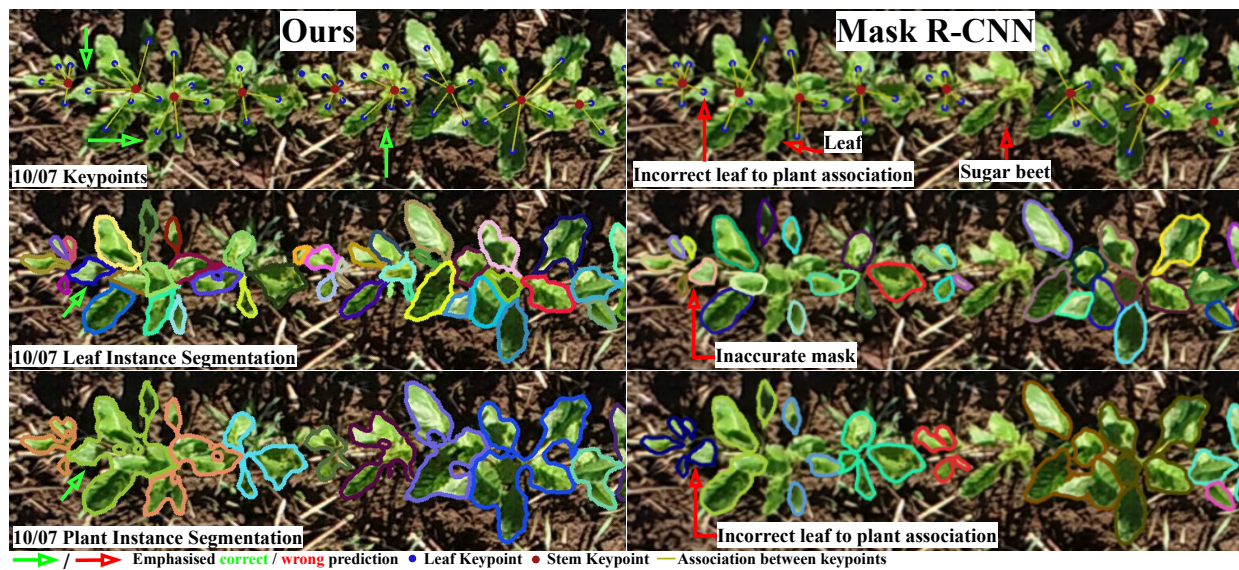 Ours
Mask R-CNN
10/07 Keypoints
Incorrect leaf to plant association
Leaf
Sugar beet
10/07 Leaf Instance Segmentation
Inaccurate mask
10/07 Plant Instance Segmentation
Incorrect leaf to plant association
/ Emphasised correct / wrong prediction Leaf Keypoint Stem Keypoint Association between keypoints